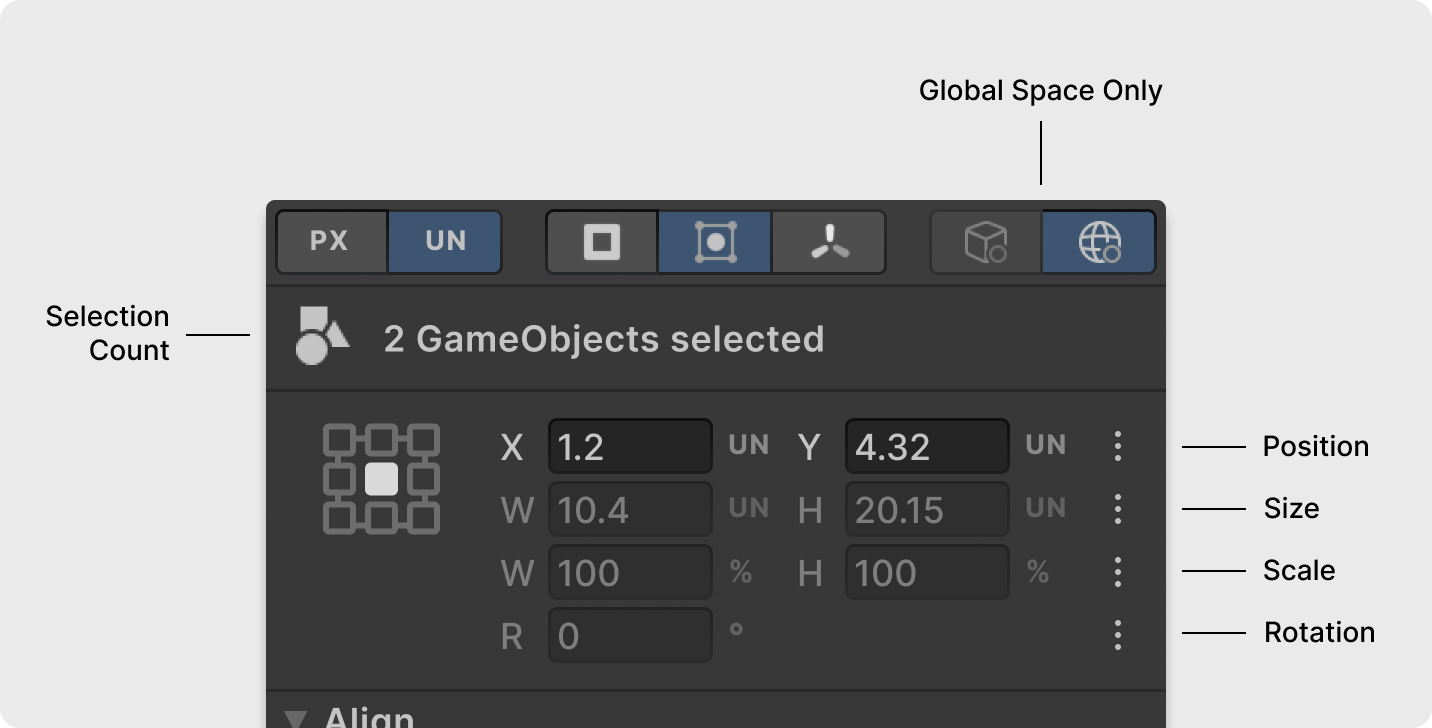 Global Space Only
PX UN
Selection
Count
2 GameObjects selected
X 1.2 UN Y 4.32 UN
Position
W 10.4 UN H 20.15 UN
Size
W 100 % H 100 %
Scale
R 0 °
Rotation
Align